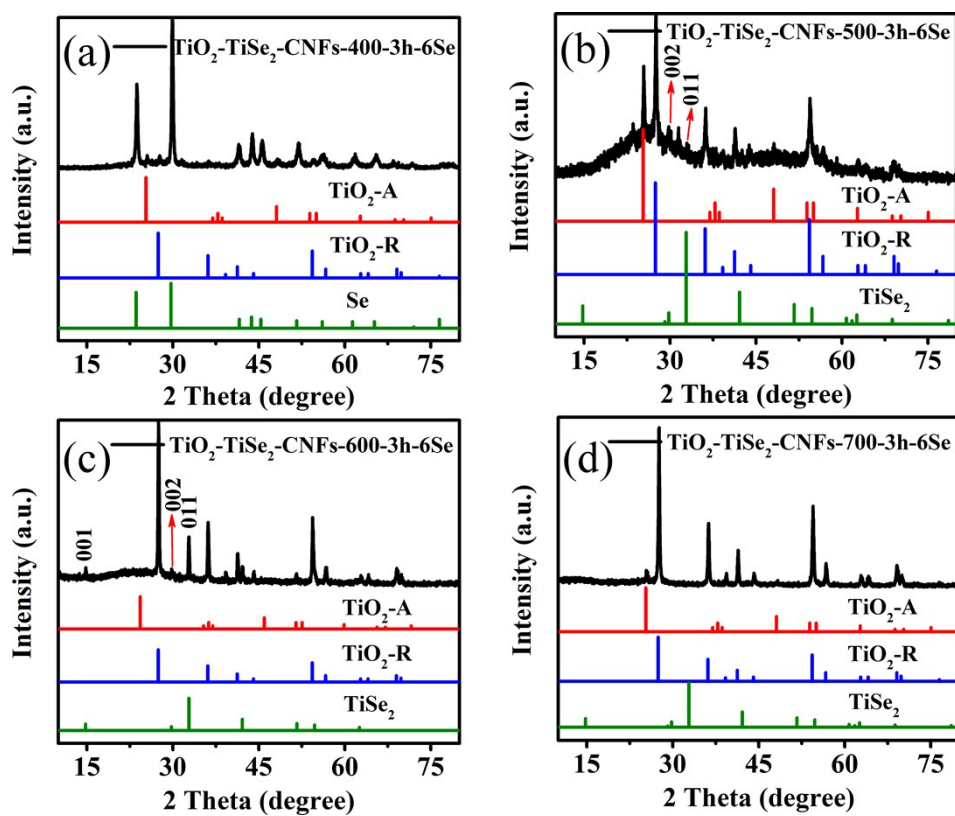 (a)
TiO2-TiSe2-CNFs-400-3h-6Se
TiO2-A
TiO2-R
Se
Intensity (a.u.)
15 30 45 60 75
2 Theta (degree)
(b)
TiO2-TiSe2-CNFs-500-3h-6Se
002
011
TiO2-A
TiO2-R
TiSe2
Intensity (a.u.)
15 30 45 60 75
2 Theta (degree)
(c)
TiO2-TiSe2-CNFs-600-3h-6Se
001
002
011
TiO2-A
TiO2-R
TiSe2
Intensity (a.u.)
15 30 45 60 75
2 Theta (degree)
(d)
TiO2-TiSe2-CNFs-700-3h-6Se
TiO2-A
TiO2-R
TiSe2
Intensity (a.u.)
15 30 45 60 75
2 Theta (degree)